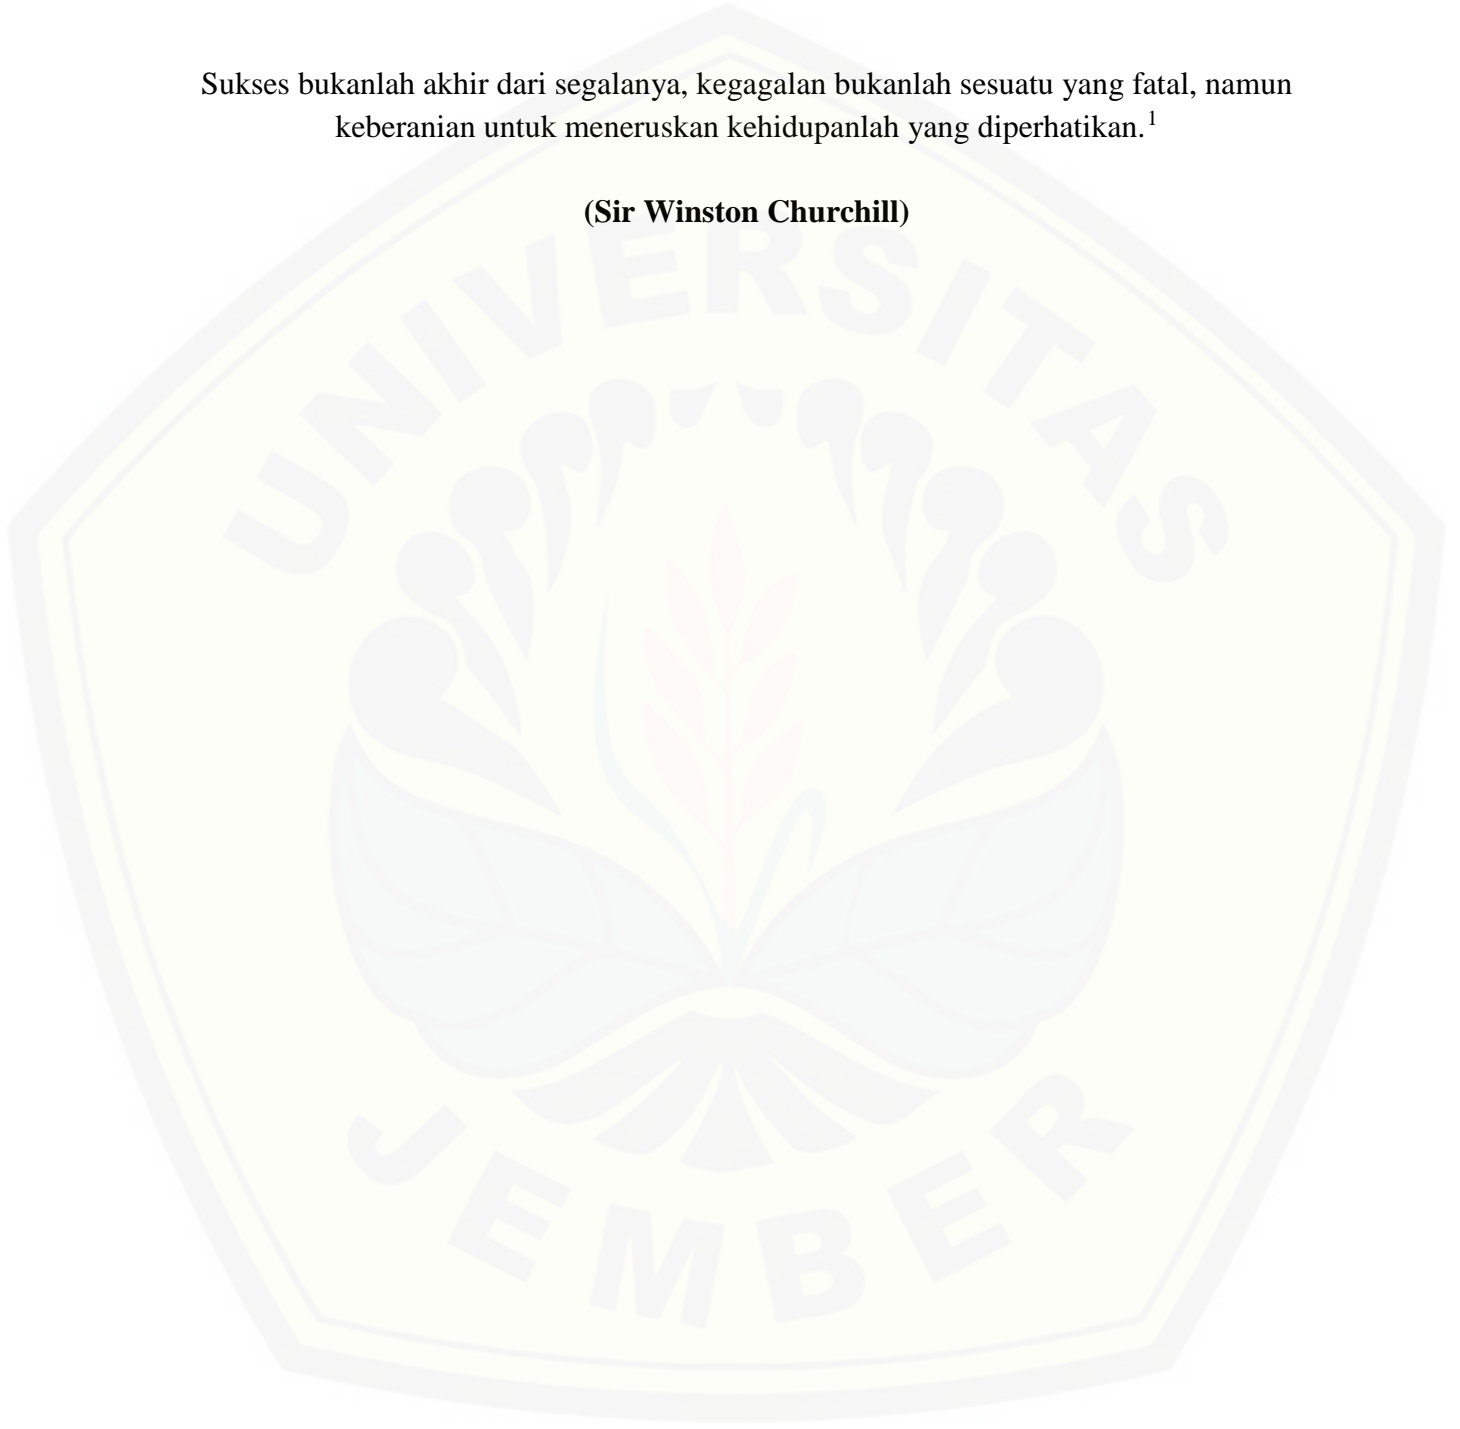 Sukses bukanlah akhir dari segalanya, kegagalan bukanlah sesuatu yang fatal, namun
keberanian untuk meneruskan kehidupanlah yang diperhatikan.1
(Sir Winston Churchill)
UNIVERSITAS
JEMBER